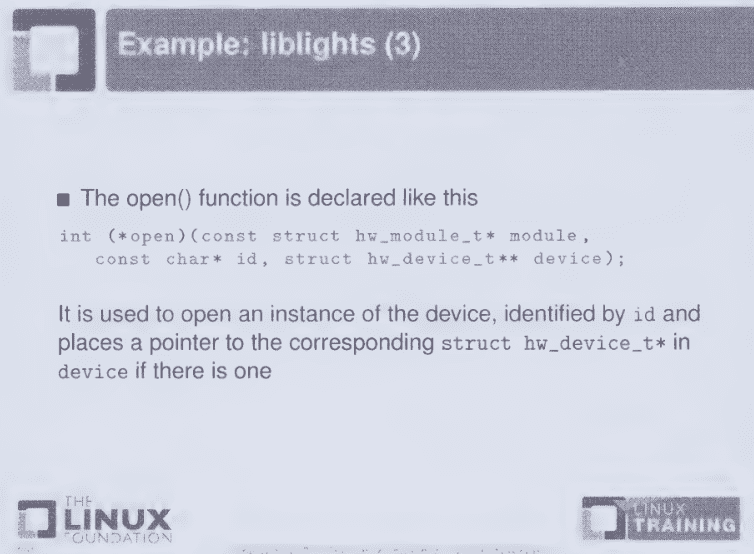 Example: liblights (3)
The open() function is declared like this
int (*open)(const struct hw_module_t* module,
const char* id, struct hw_device_t** device);
It is used to open an instance of the device, identified by id and
places a pointer to the corresponding struct hw_device_t* in
device if there is one
THE
LINUX
FOUNDATION
LINUX
TRAINING